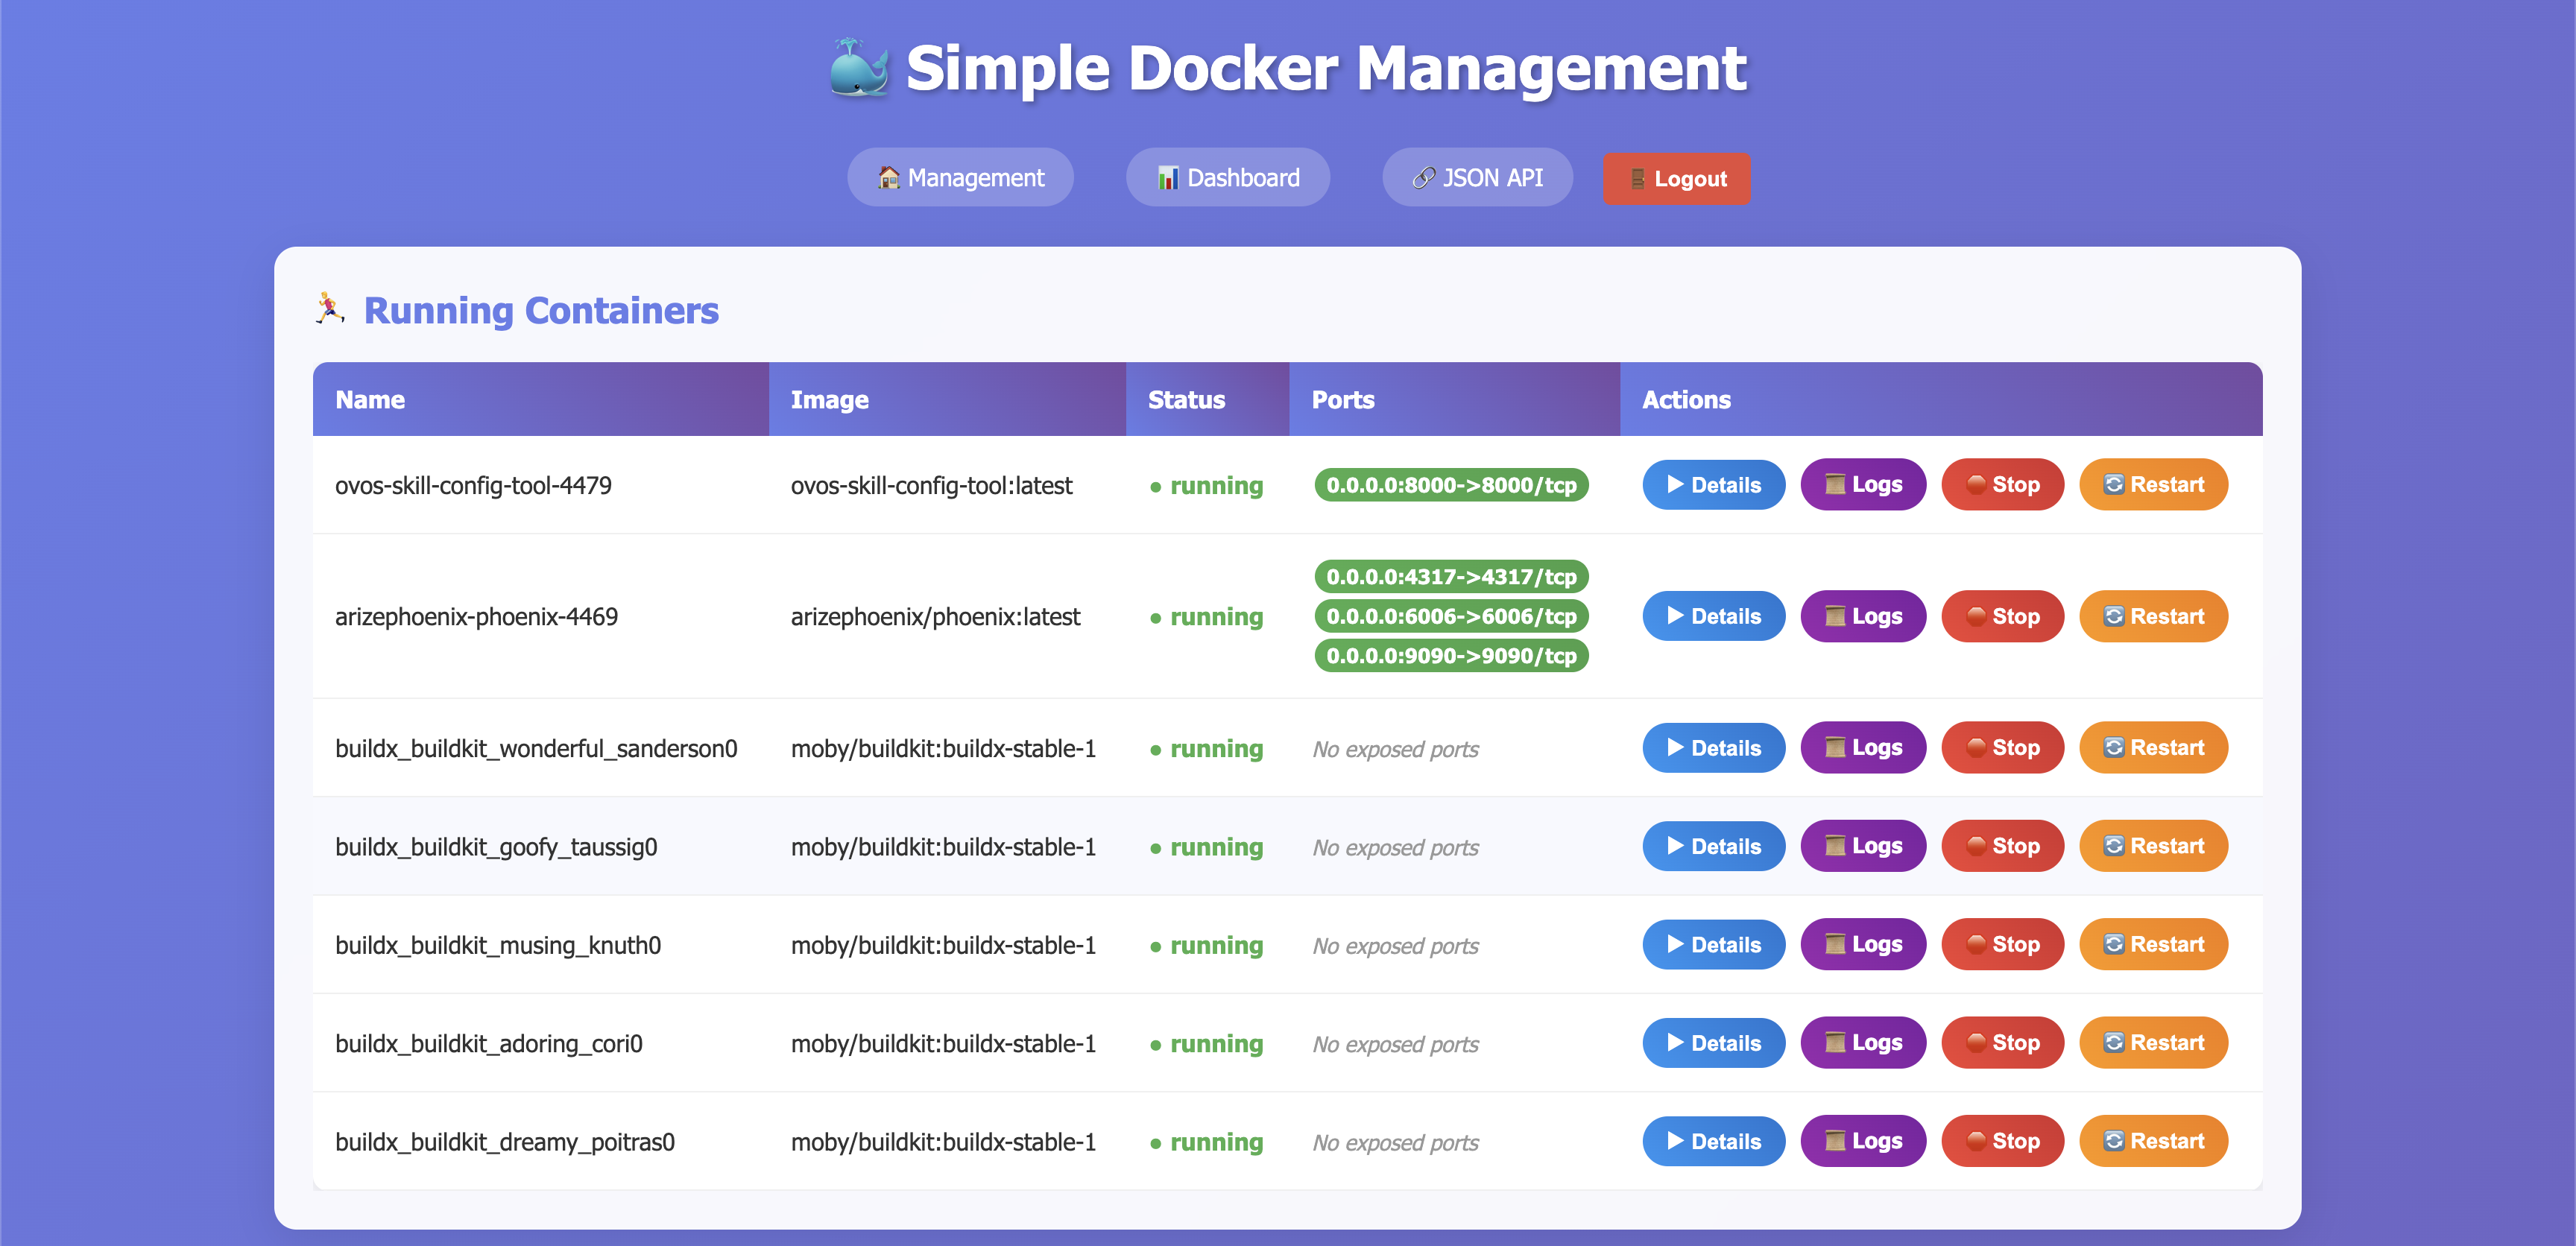 Simple Docker Management
Management Dashboard JSON API Logout
Running Containers
Name Image Status Ports Actions
ovos-skill-config-tool-4479 ovos-skill-config-tool:latest ● running 0.0.0.0:8000->8000/tcp ▶ Details Logs Stop Restart
0.0.0.0:4317->4317/tcp
arizephoenix-phoenix-4469 arizephoenix/phoenix:latest ● running 0.0.0.0:6006->6006/tcp ▶ Details Logs Stop Restart
0.0.0.0:9090->9090/tcp
buildx_buildkit_wonderful_sanderson0 moby/buildkit:buildx-stable-1 ● running No exposed ports ▶ Details Logs Stop Restart
buildx_buildkit_goofy_taussig0 moby/buildkit:buildx-stable-1 ● running No exposed ports ▶ Details Logs Stop Restart
buildx_buildkit_musing_knuth0 moby/buildkit:buildx-stable-1 ● running No exposed ports ▶ Details Logs Stop Restart
buildx_buildkit_adoring_cori0 moby/buildkit:buildx-stable-1 ● running No exposed ports ▶ Details Logs Stop Restart
buildx_buildkit_dreamy_poitras0 moby/buildkit:buildx-stable-1 ● running No exposed ports ▶ Details Logs Stop Restart